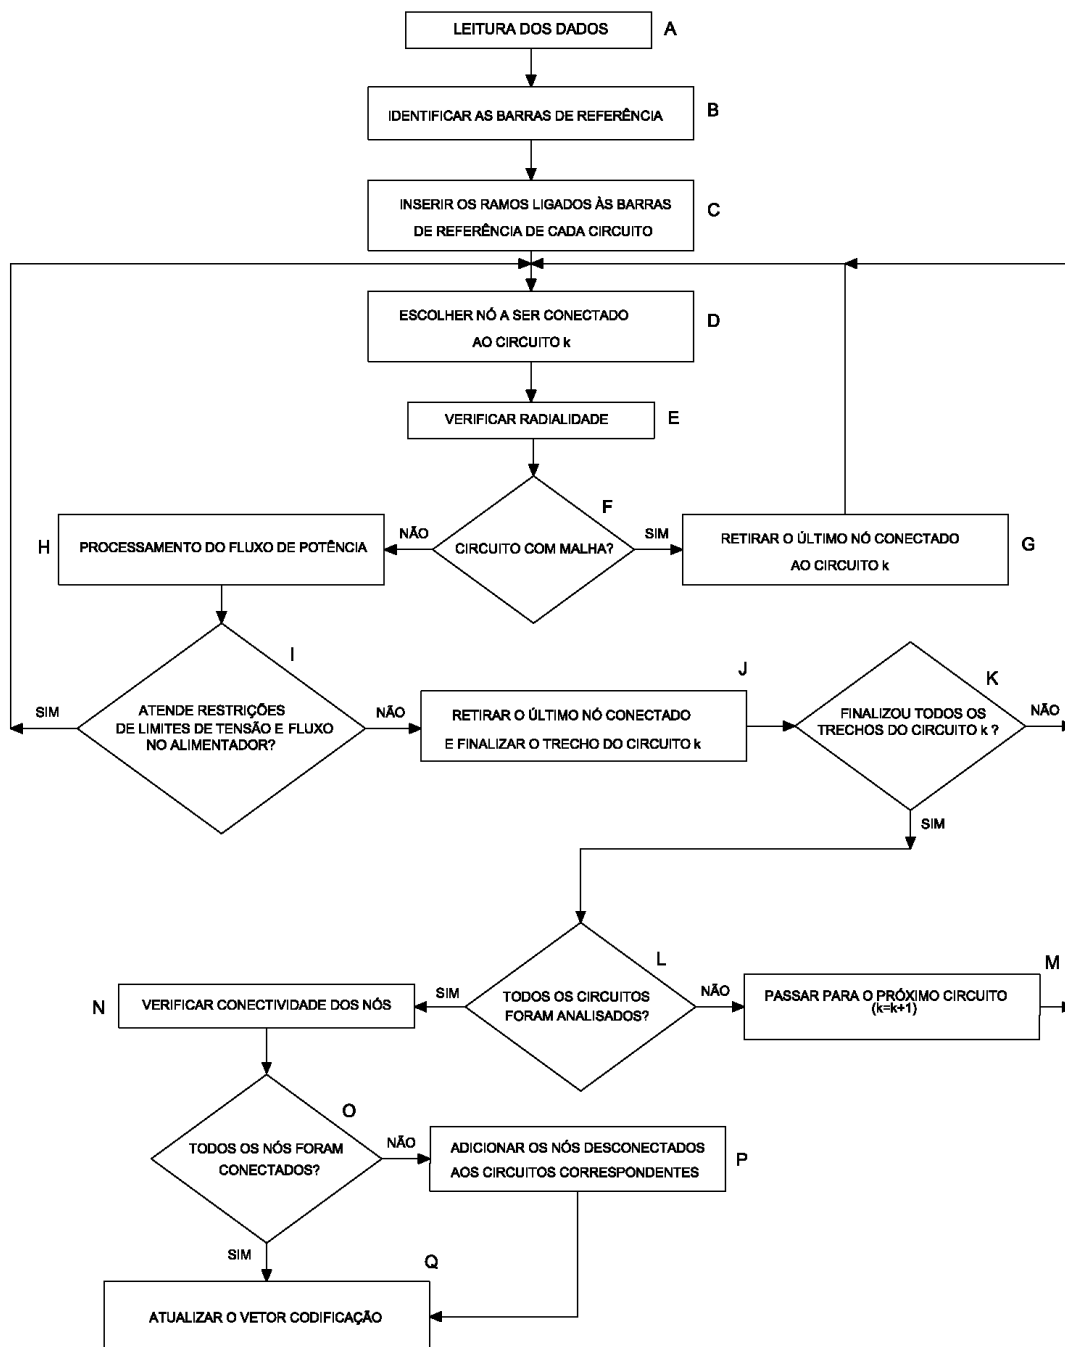 LEITURA DOS DADOS
A
IDENTIFICAR AS BARRAS DE REFERÊNCIA
B
INSERIR OS RAMOS LIGADOS ÀS BARRAS
DE REFERÊNCIA DE CADA CIRCUITO
C
ESCOLHER NÓ A SER CONECTADO
AO CIRCUITO k
D
VERIFICAR RADIALIDADE
E
F
CIRCUITO COM MALHA?
NÃO
SIM
H
PROCESSAMENTO DO FLUXO DE POTÊNCIA
RETIRAR O ÚLTIMO NÓ CONECTADO
AO CIRCUITO k
G
I
ATENDE RESTRIÇÕES
DE LIMITES DE TENSÃO E FLUXO
NO ALIMENTADOR?
SIM
NÃO
J
RETIRAR O ÚLTIMO NÓ CONECTADO
E FINALIZAR O TRECHO DO CIRCUITO k
K
FINALIZOU TODOS OS
TRECHOS DO CIRCUITO k ?
NÃO
SIM
L
TODOS OS CIRCUITOS
FORAM ANALISADOS?
SIM
NÃO
M
PASSAR PARA O PRÓXIMO CIRCUITO
(k=k+1)
N
VERIFICAR CONECTIVIDADE DOS NÓS
O
TODOS OS NÓS FORAM
CONECTADOS?
NÃO
SIM
ADICIONAR OS NÓS DESCONECTADOS
AOS CIRCUITOS CORRESPONDENTES
P
Q
ATUALIZAR O VETOR CODIFICAÇÃO